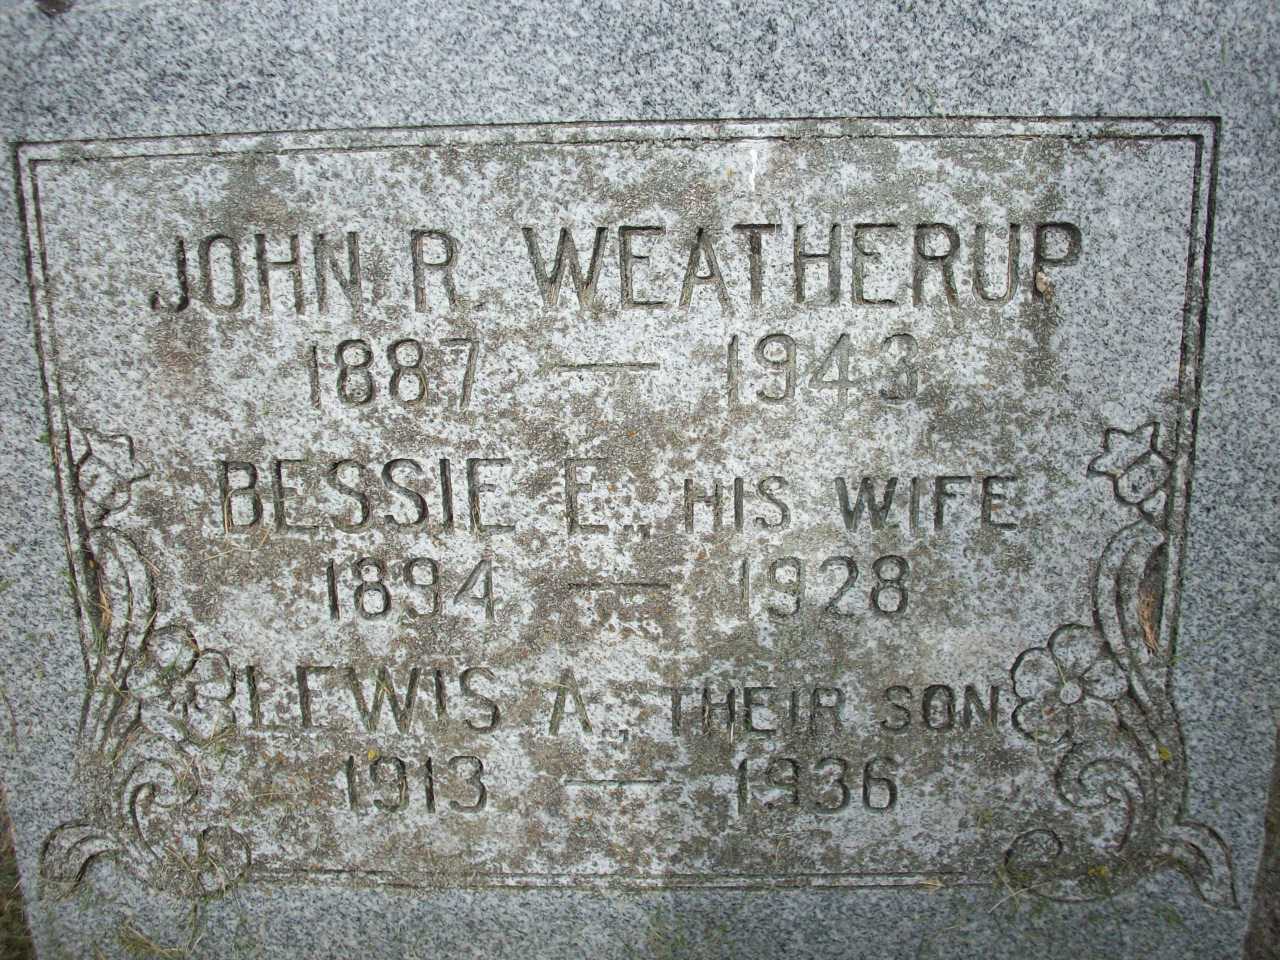 JOHN R. WEATHERUP
1887 — 1943
BESSIE E., HIS WIFE
1894 — 1928
LEWIS A., THEIR SON
1913 — 1936